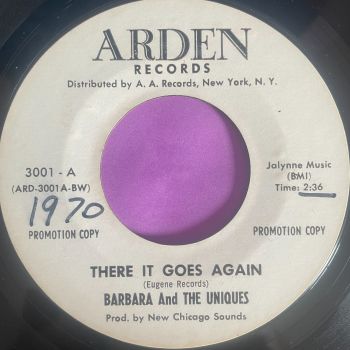 ARDEN
RECORDS
Distributed by A. A. Records, New York, N. Y.
3001 - A
(ARD-3001A-BW)
1970
PROMOTION COPY
Jalynne Music
(BMI)
Time: 2:36
PROMOTION COPY
THERE IT GOES AGAIN
(Eugene Records)
BARBARA And THE UNIQUES
Prod. by New Chicago Sounds